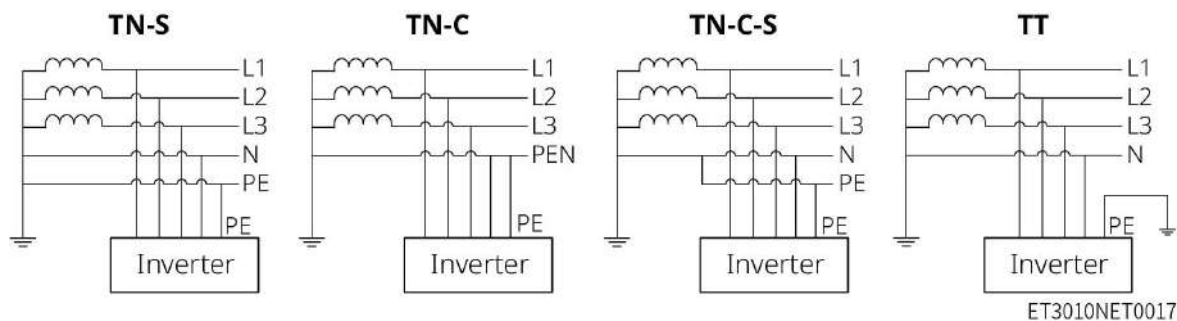 TN-S TN-C TN-C-S TT
L1 L1 L1 L1
L2 L2 L2 L2
L3 L3 L3 L3
N PEN N N
PE PE
PE PE PE PE
Inverter Inverter Inverter Inverter
ET3010NET0017